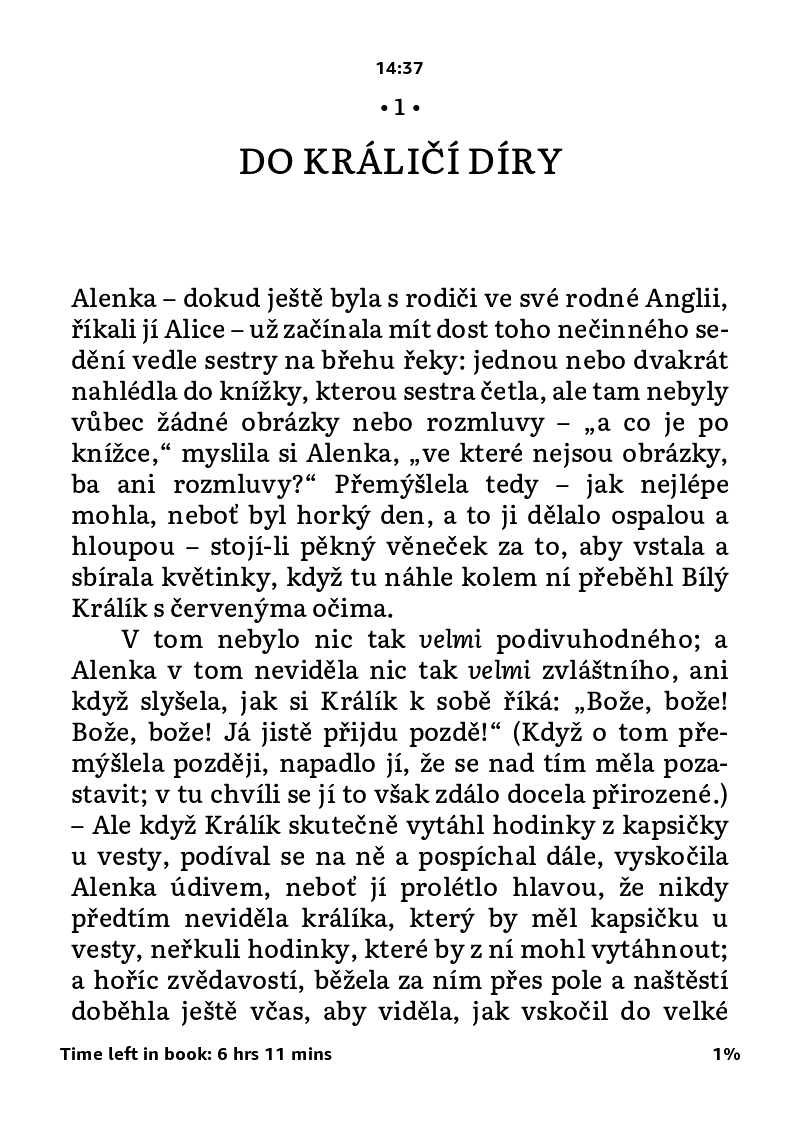 14:37
• 1 •
DO KRÁLIČÍ DÍRY
Alenka – dokud ještě byla s rodiči ve své rodné Anglii,
říkali jí Alice – už začínala mít dost toho nečinného se-
dění vedle sestry na břehu řeky: jednou nebo dvakrát
nahlédla do knížky, kterou sestra četla, ale tam nebyly
vůbec žádné obrázky nebo rozmluvy – „a co je po
knížce,“ myslila si Alenka, „ve které nejsou obrázky,
ba ani rozmluvy?“ Přemýšlela tedy – jak nejlépe
mohla, neboť byl horký den, a to ji dělalo ospalou a
hloupou – stojí-li pěkný věneček za to, aby vstala a
sbírala květinky, když tu náhle kolem ní přeběhl Bílý
Králík s červenýma očima.
V tom nebylo nic tak velmi podivuhodného; a
Alenka v tom neviděla nic tak velmi zvláštního, ani
když slyšela, jak si Králík k sobě říká: „Bože, bože!
Bože, bože! Já jistě přijdu pozdě!“ (Když o tom pře-
mýšlela později, napadlo jí, že se nad tím měla poza-
stavit; v tu chvíli se jí to však zdálo docela přirozené.)
– Ale když Králík skutečně vytáhl hodinky z kapsičky
u vesty, podíval se na ně a pospíchal dále, vyskočila
Alenka údivem, neboť jí prolétlo hlavou, že nikdy
předtím neviděla králíka, který by měl kapsičku u
vesty, neřkuli hodinky, které by z ní mohl vytáhnout;
a hoříc zvědavostí, běžela za ním přes pole a naštěstí
doběhla ještě včas, aby viděla, jak vskočil do velké
Time left in book: 6 hrs 11 mins 1%